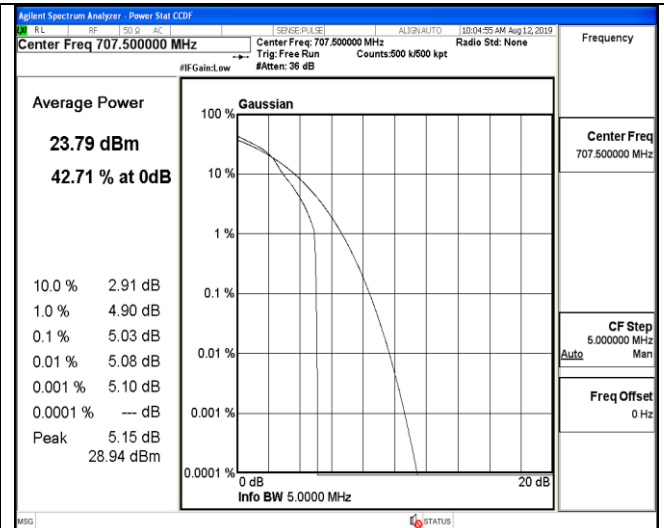 Agilent Spectrum Analyzer - Power Stat CCDF
RL RF 50 Ω AC SENSE:PULSE ALIGN AUTO 10:04:55 AM Aug 12, 2019
Center Freq 707.500000 MHz
Center Freq: 707.500000 MHz Radio Std: None
Trig: Free Run Counts:500 k/500 kpt
#IFGain:Low #Atten: 36 dB
Frequency
Center Freq
707.500000 MHz
CF Step
5.000000 MHz
Auto Man
Freq Offset
0 Hz
Average Power
23.79 dBm
42.71 % at 0dB
10.0 % 2.91 dB
1.0 % 4.90 dB
0.1 % 5.03 dB
0.01 % 5.08 dB
0.001 % 5.10 dB
0.0001 % --- dB
Peak 5.15 dB
28.94 dBm
Gaussian
100 %
10 %
1 %
0.1 %
0.01 %
0.001 %
0.0001 %
0 dB 20 dB
Info BW 5.0000 MHz
MSG STATUS